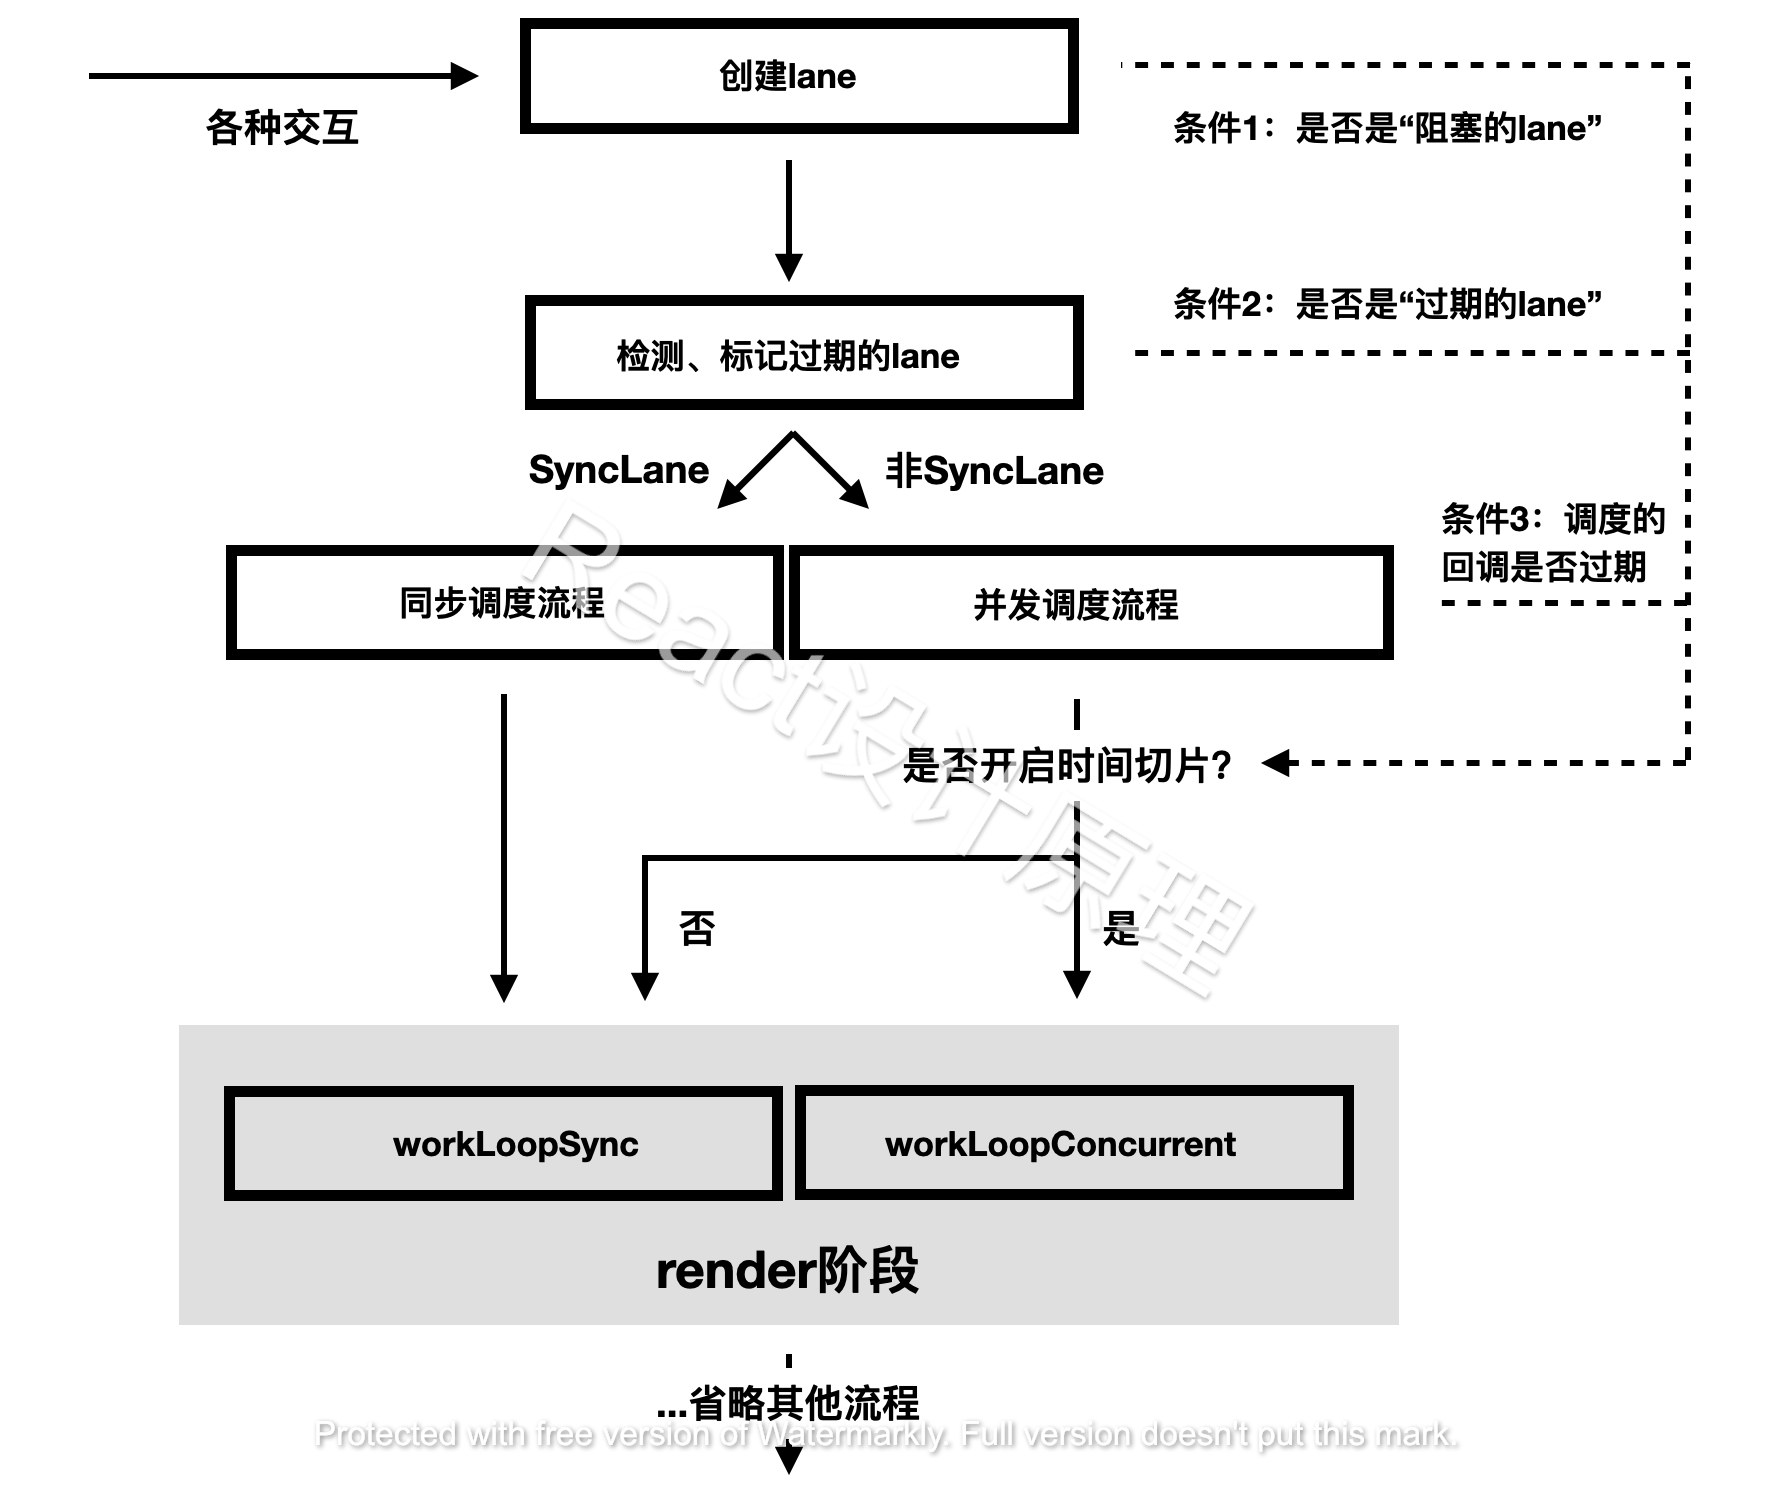 创建lane
各种交互
条件1：是否是“阻塞的lane”
条件2：是否是“过期的lane”
检测、标记过期的lane
SyncLane
非SyncLane
条件3：调度的
回调是否过期
同步调度流程
并发调度流程
React设计原理
是否开启时间切片?
否
是
workLoopSync
workLoopConcurrent
render阶段
...省略其他流程
Protected with free version of Watermarkly. Full version doesn't put this mark.